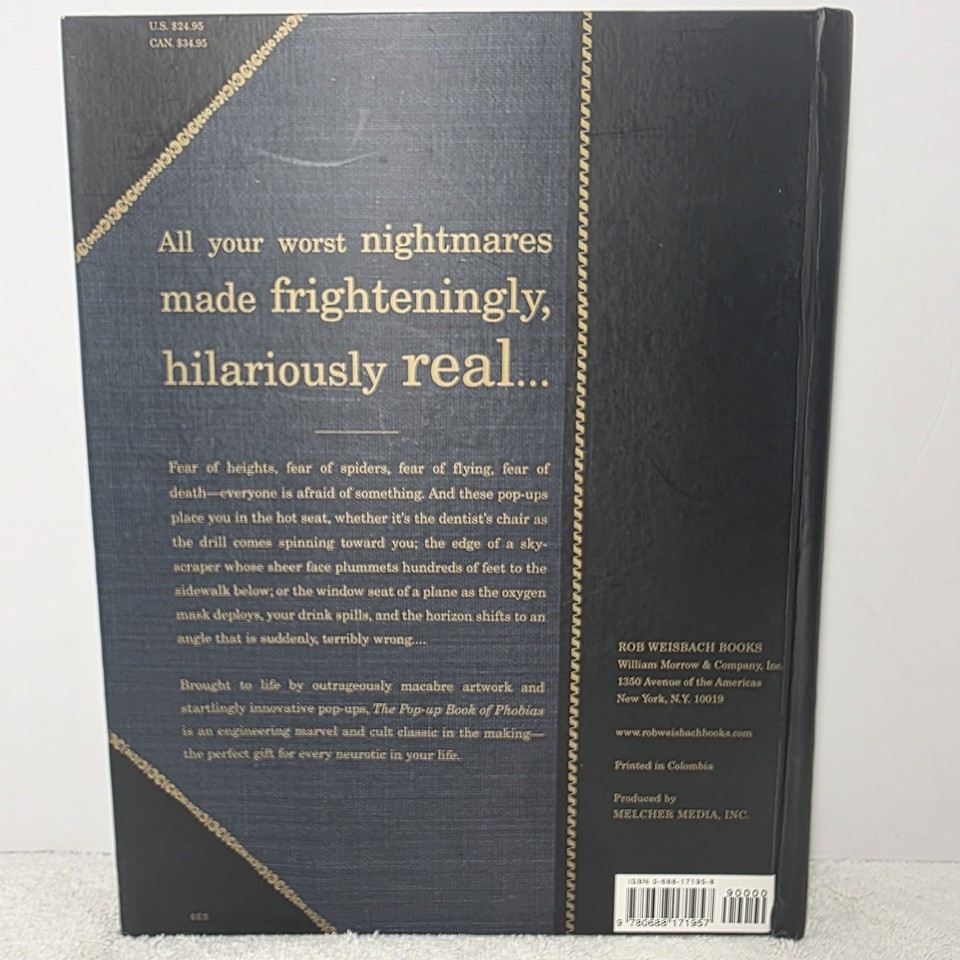 U.S. $24.95
CAN. $34.95
All your worst nightmares
made frighteningly,
hilariously real...
Fear of heights, fear of spiders, fear of flying, fear of
death—everyone is afraid of something. And these pop-ups
place you in the hot seat, whether it's the dentist's chair as
the drill comes spinning toward you; the edge of a sky-
scraper whose sheer face plummets hundreds of feet to the
sidewalk below; or the window seat of a plane as the oxygen
mask deploys, your drink spills, and the horizon shifts to an
angle that is suddenly, terribly wrong....
Brought to life by outrageously macabre artwork and
startlingly innovative pop-ups, The Pop-up Book of Phobias
is an engineering marvel and cult classic in the making—
the perfect gift for every neurotic in your life.
ROB WEISBACH BOOKS
William Morrow & Company, Inc.
1350 Avenue of the Americas
New York, N.Y. 10019
www.robweisbachbooks.com
Printed in Colombia
Produced by
MELCHER MEDIA, INC.
90000
9 780688 171957